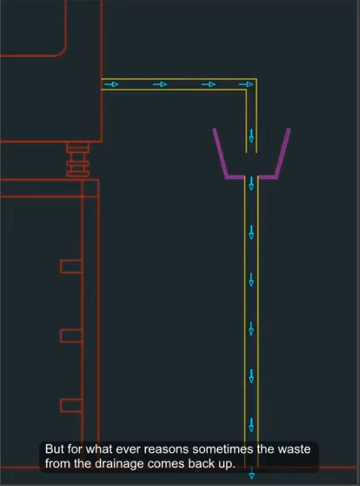 But for what ever reasons sometimes the waste
from the drainage comes back up.